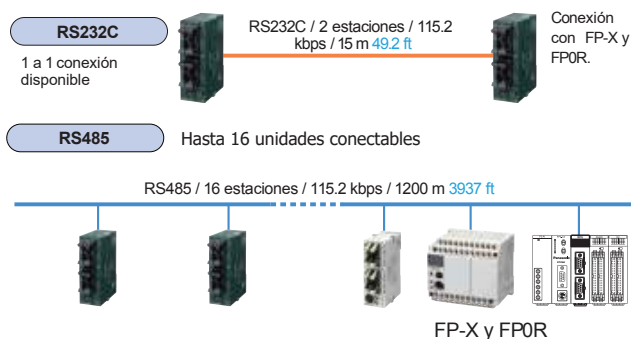 RS232C
1 a 1 conexión
disponible
RS232C / 2 estaciones / 115.2
kbps / 15 m 49.2 ft
Conexión
con FP-X y
FP0R.
RS485
Hasta 16 unidades conectables
RS485 / 16 estaciones / 115.2 kbps / 1200 m 3937 ft
FP-X y FP0R